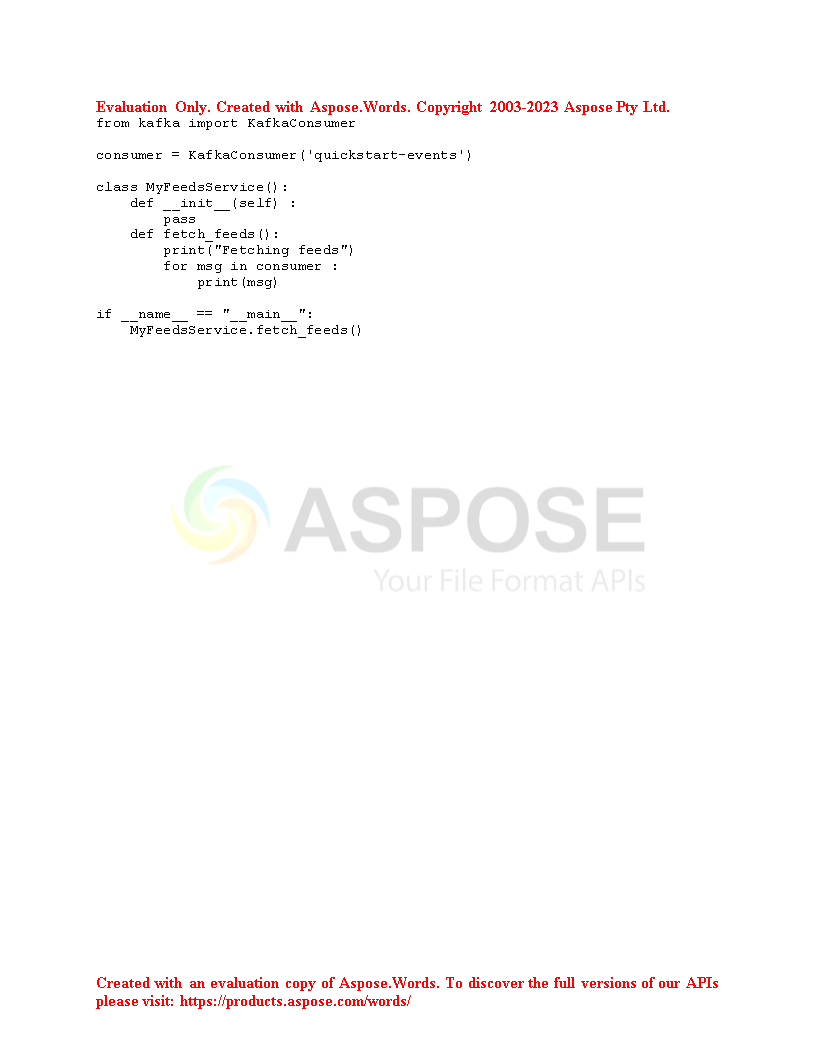 Evaluation Only. Created with Aspose.Words. Copyright 2003-2023 Aspose Pty Ltd.
from kafka import KafkaConsumer

consumer = KafkaConsumer('quickstart-events')

class MyFeedsService():
    def __init__(self) :
        pass
    def fetch_feeds():
        print("Fetching feeds")
        for msg in consumer :
            print(msg)

if __name__ == "__main__":
    MyFeedsService.fetch_feeds()
ASPOSE
Your File Format APIs
Created with an evaluation copy of Aspose.Words. To discover the full versions of our APIs
please visit: https://products.aspose.com/words/